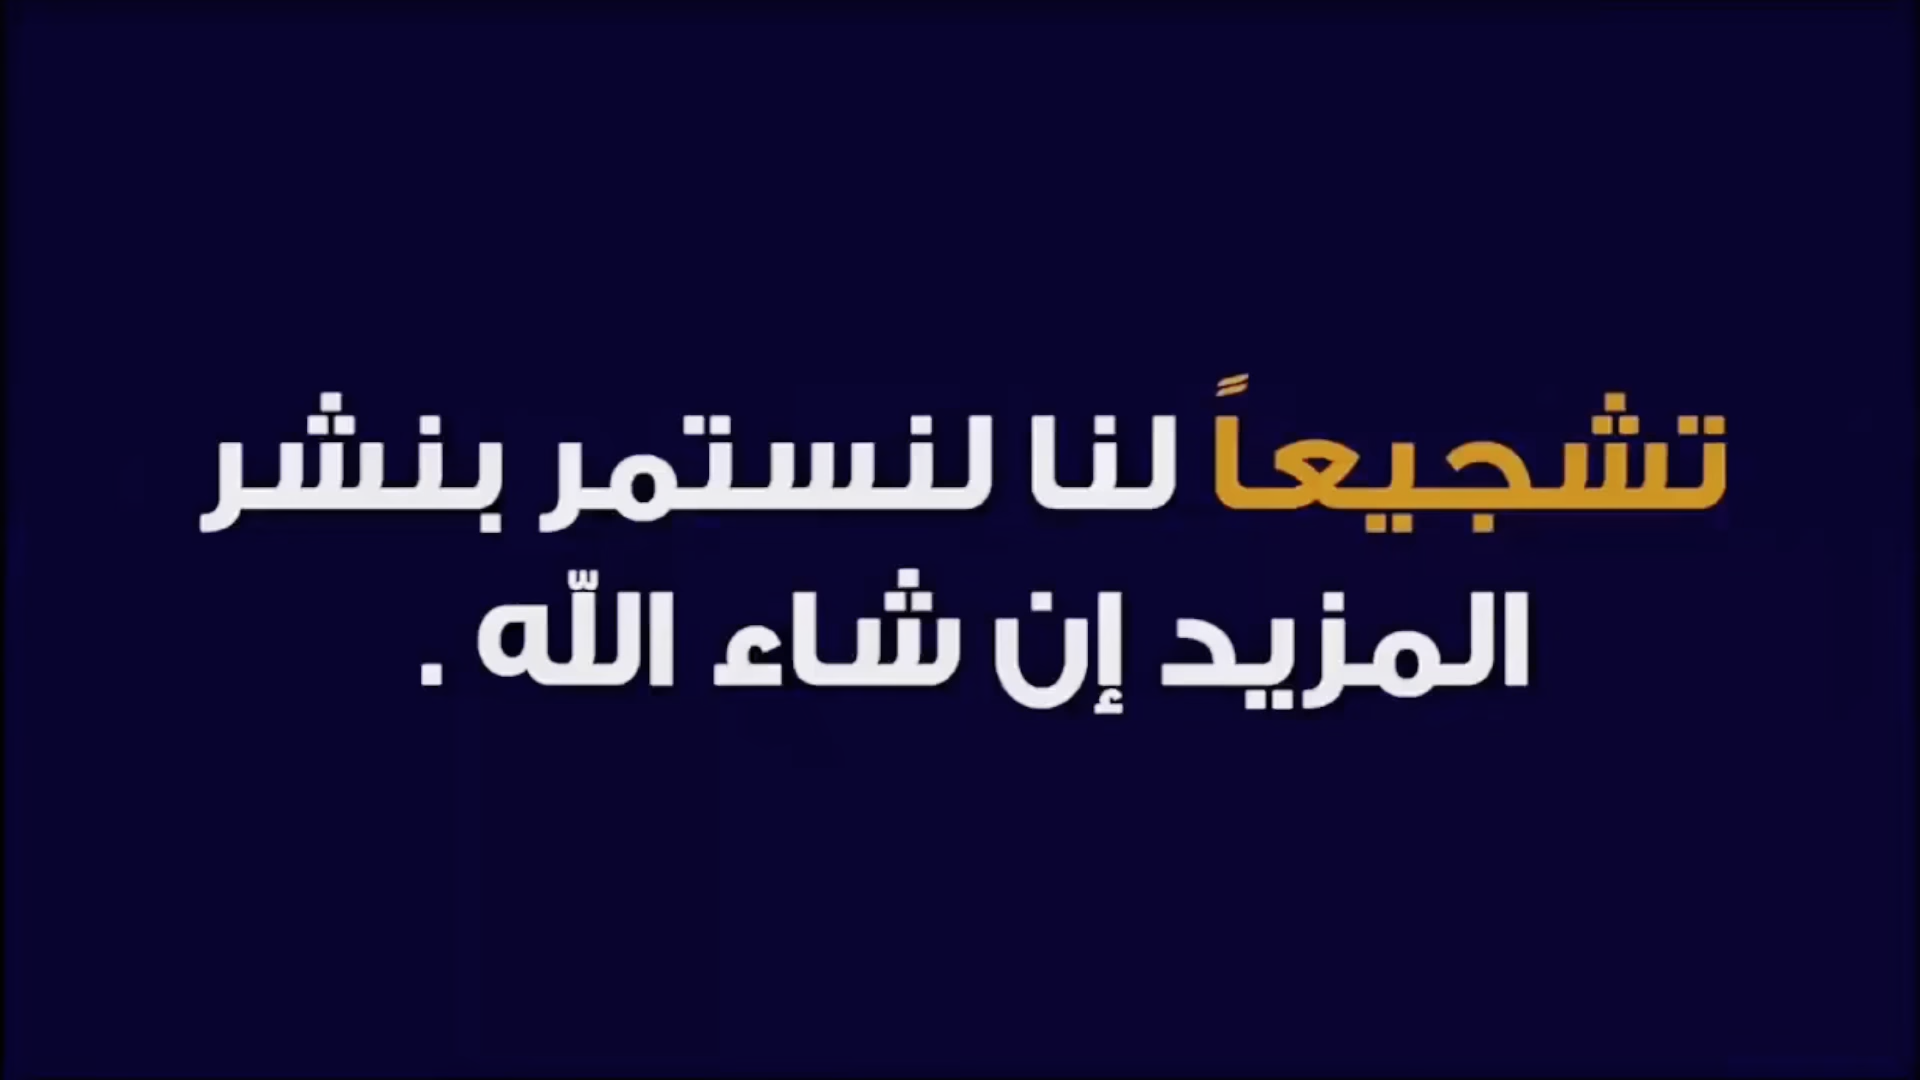 تشجيعاً لنا لنستمر بنشر
المزيد إن شاء اللّه .